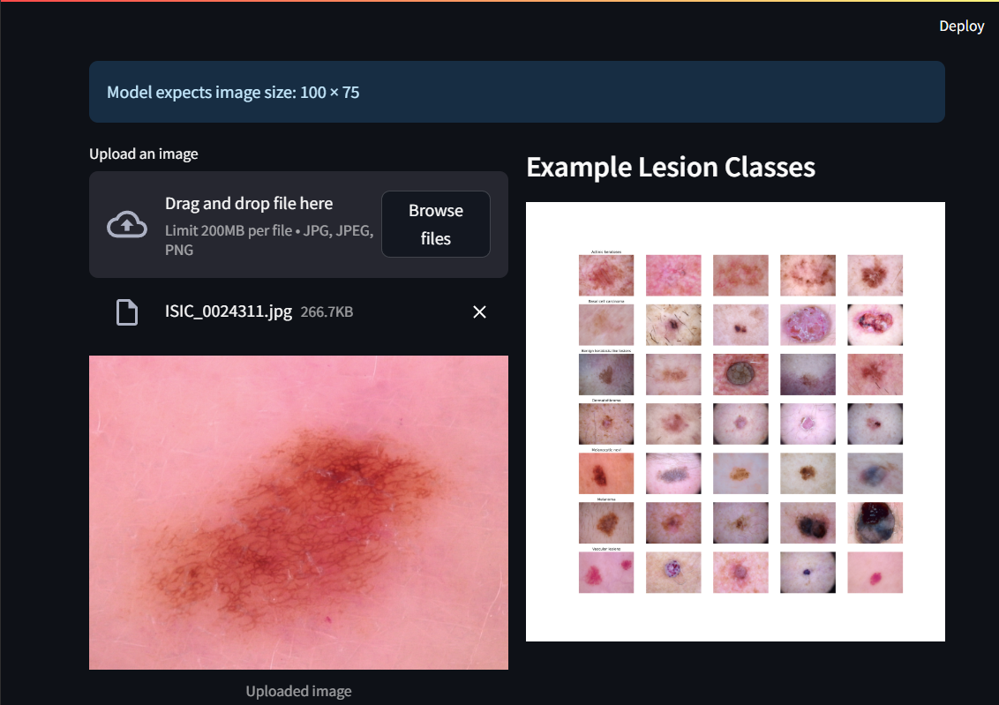 Deploy
Model expects image size: 100 × 75
Upload an image
Drag and drop file here
Limit 200MB per file • JPG, JPEG,
PNG
Browse
files
ISIC_0024311.jpg 266.7KB
Uploaded image
Example Lesion Classes
Actinic keratoses
Basal cell carcinoma
Benign keratosis-like lesions
Dermatofibroma
Melanocytic nevi
Melanoma
Vascular lesions